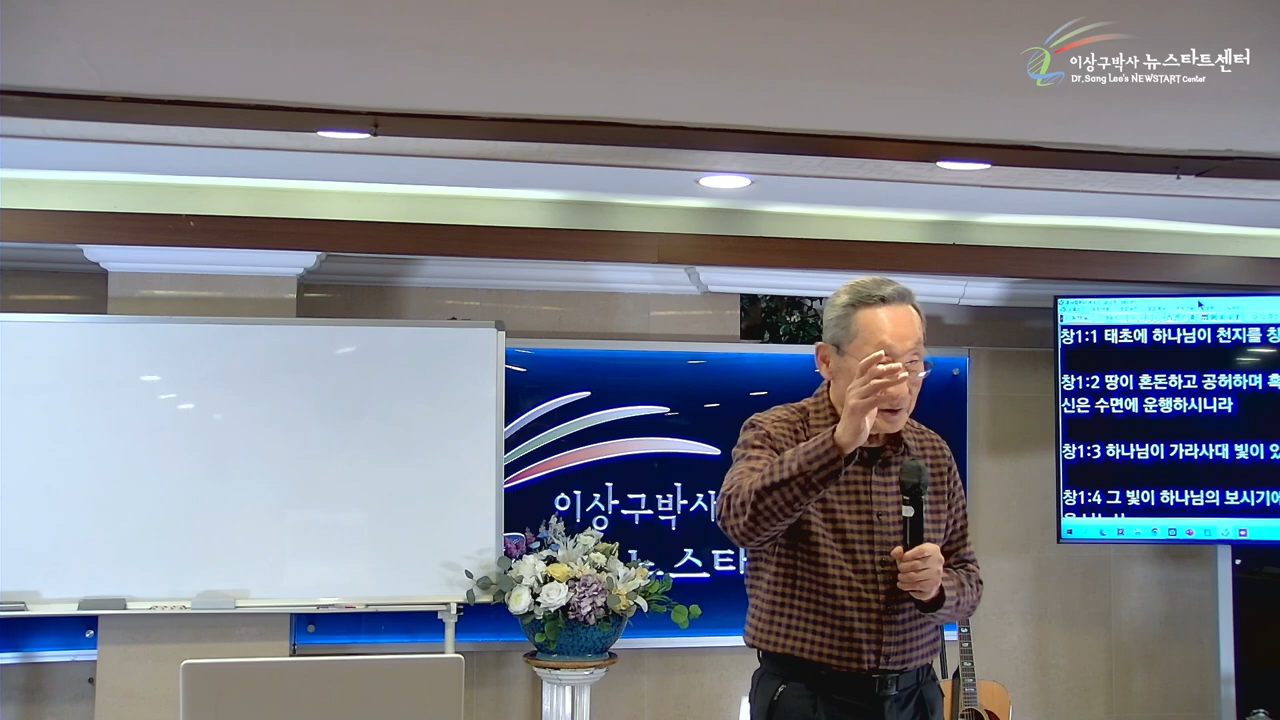 이상구박사 뉴스타트센터
Dr. Sang Lee's NEWSTART Center
이상구박사
뉴스타
창1:1 태초에 하나님이 천지를 창
창1:2 땅이 혼돈하고 공허하며 흑
신은 수면에 운행하시니라
창1:3 하나님이 가라사대 빛이 있
창1:4 그 빛이 하나님의 보시기에